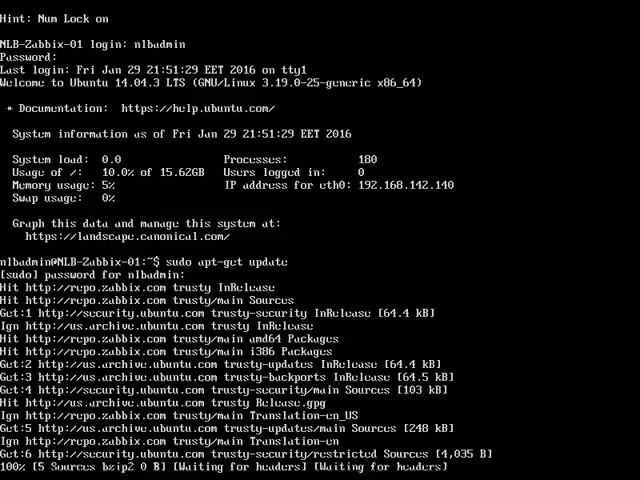 Hint: Num Lock on
NLB-Zabbix-01 login: nlbadmin
Password:
Last login: Fri Jan 29 21:51:29 EET 2016 on tty1
Welcome to Ubuntu 14.04.3 LTS (GNU/Linux 3.19.0-25-generic x86_64)
* Documentation:  https://help.ubuntu.com/
System information as of Fri Jan 29 21:51:29 EET 2016
System load:  0.0               Processes:           180
Usage of /:   10.0% of 15.62GB   Users logged in:     0
Memory usage: 5%                IP address for eth0: 192.168.142.140
Swap usage:   0%
Graph this data and manage this system at:
https://landscape.canonical.com/
nlbadmin@NLB-Zabbix-01:~$ sudo apt-get update
[sudo] password for nlbadmin:
Hit http://repo.zabbix.com trusty InRelease
Hit http://repo.zabbix.com trusty/main Sources
Get:1 http://security.ubuntu.com trusty-security InRelease [64.4 kB]
Ign http://us.archive.ubuntu.com trusty InRelease
Hit http://repo.zabbix.com trusty/main amd64 Packages
Hit http://repo.zabbix.com trusty/main i386 Packages
Get:2 http://us.archive.ubuntu.com trusty-updates InRelease [64.4 kB]
Get:3 http://us.archive.ubuntu.com trusty-backports InRelease [64.5 kB]
Get:4 http://security.ubuntu.com trusty-security/main Sources [103 kB]
Hit http://us.archive.ubuntu.com trusty Release.gpg
Ign http://repo.zabbix.com trusty/main Translation-en_US
Get:5 http://us.archive.ubuntu.com trusty-updates/main Sources [248 kB]
Ign http://repo.zabbix.com trusty/main Translation-en
Get:6 http://security.ubuntu.com trusty-security/restricted Sources [4,035 B]
100% [5 Sources bzip2 0 B] [Waiting for headers] [Waiting for headers]